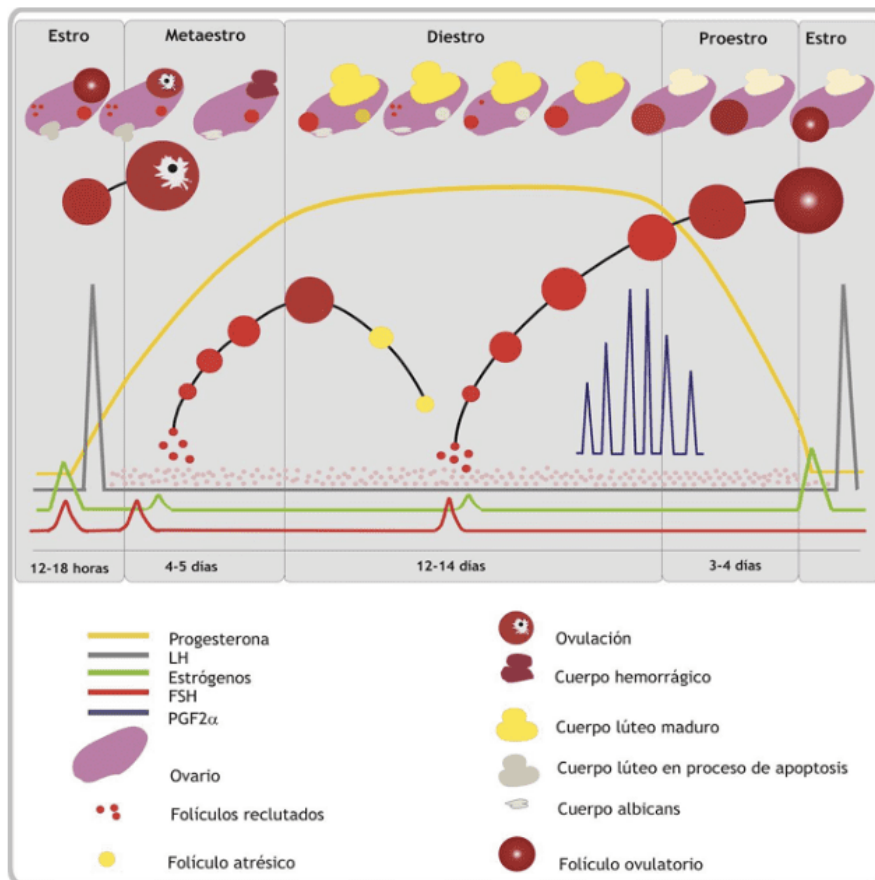 Estro
Metaestro
Diestro
Proestro
Estro
12-18 horas
4-5 días
12-14 días
3-4 días
Progesterona
LH
Estrógenos
FSH
PGF2α
Ovario
Folículos reclutados
Folículo atrésico
Ovulación
Cuerpo hemorrágico
Cuerpo lúteo maduro
Cuerpo lúteo en proceso de apoptosis
Cuerpo albicans
Folículo ovulatorio